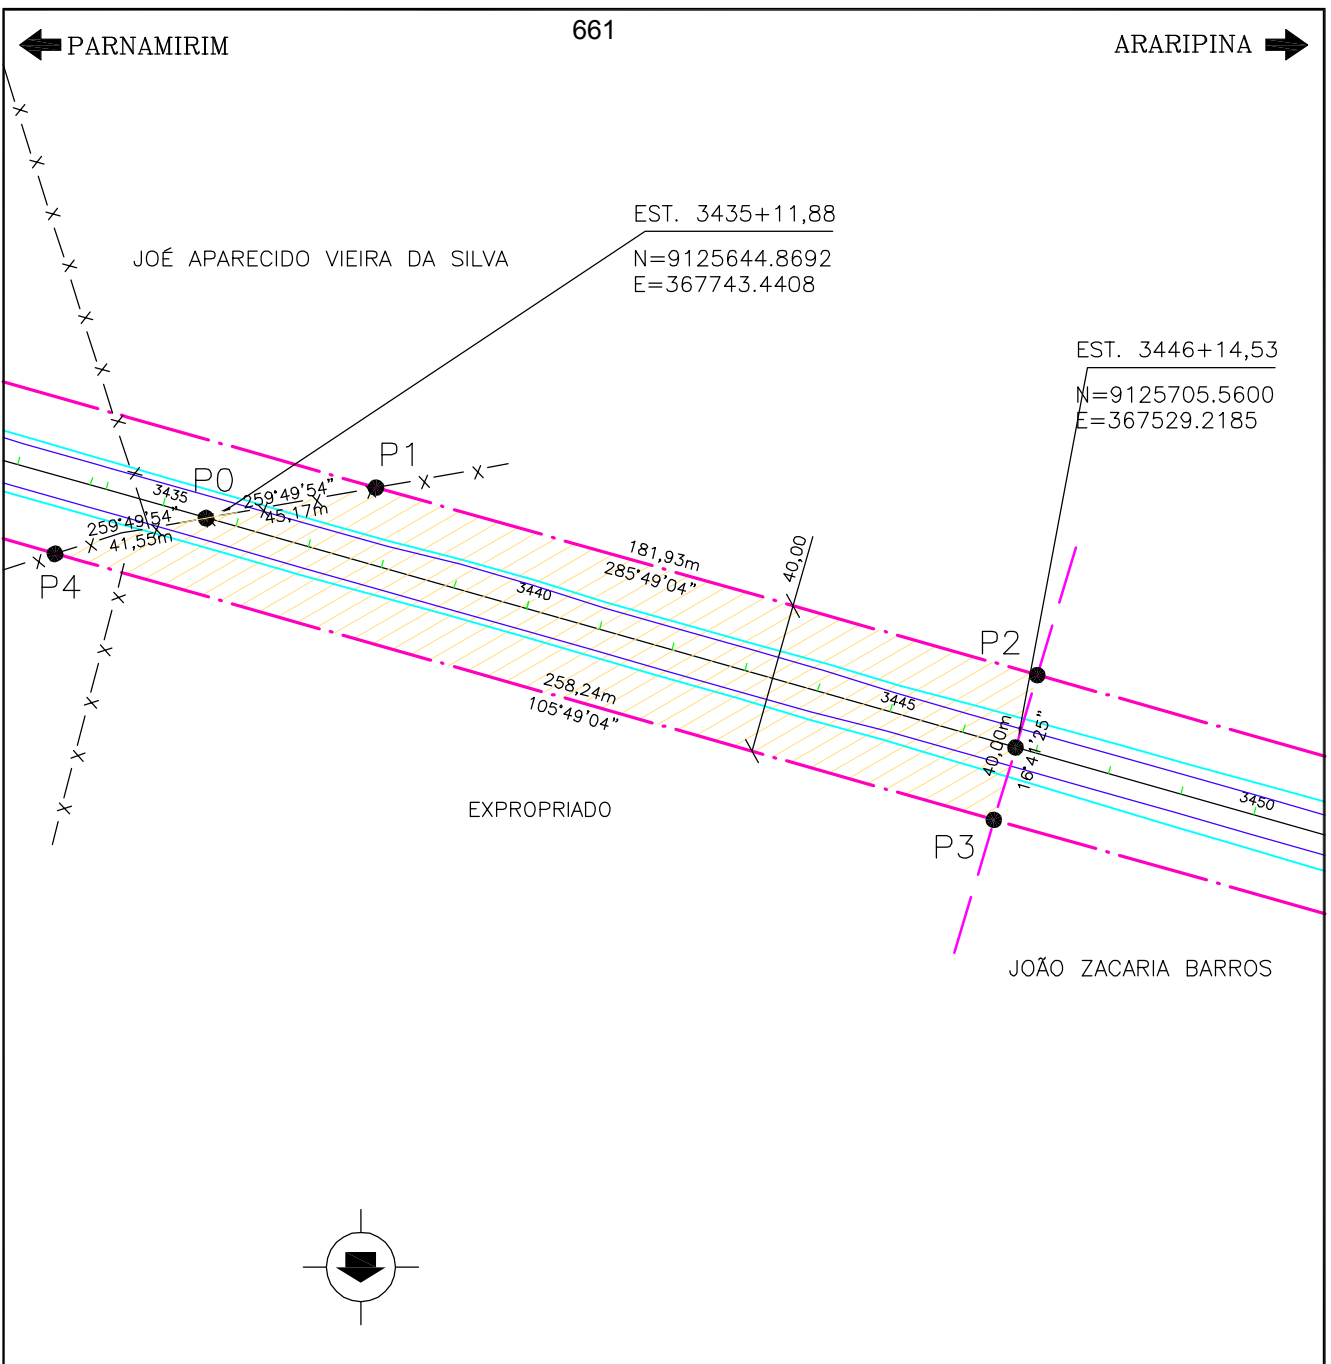 661
PARNAMIRIM
ARARIPINA
EST. 3435+11,88
N=9125644.8692
E=367743.4408
JOÉ APARECIDO VIEIRA DA SILVA
EST. 3446+14,53
N=9125705.5600
E=367529.2185
P1
P0
3435
259°49'54"
45,17m
259°49'54"
41,55m
P4
181,93m
285°49'04"
40,00
3440
P2
258,24m
105°49'04"
3445
40,00m
16°41'25"
3450
EXPROPRIADO
P3
JOÃO ZACARIA BARROS
X X X X X X X X X X X X X X X X X X X X X